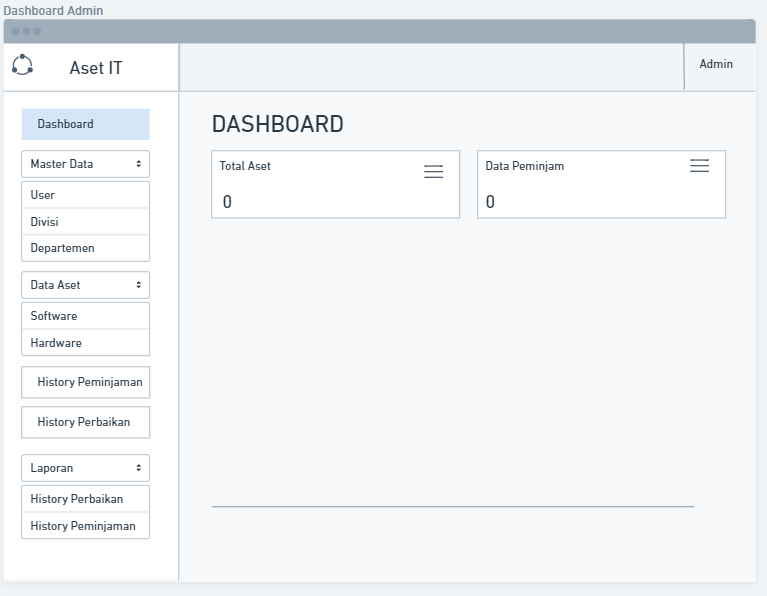 Dashboard Admin
Aset IT
Admin
Dashboard
Master Data
User
Divisi
Departemen
Data Aset
Software
Hardware
History Peminjaman
History Perbaikan
Laporan
History Perbaikan
History Peminjaman
DASHBOARD
Total Aset
0
Data Peminjam
0